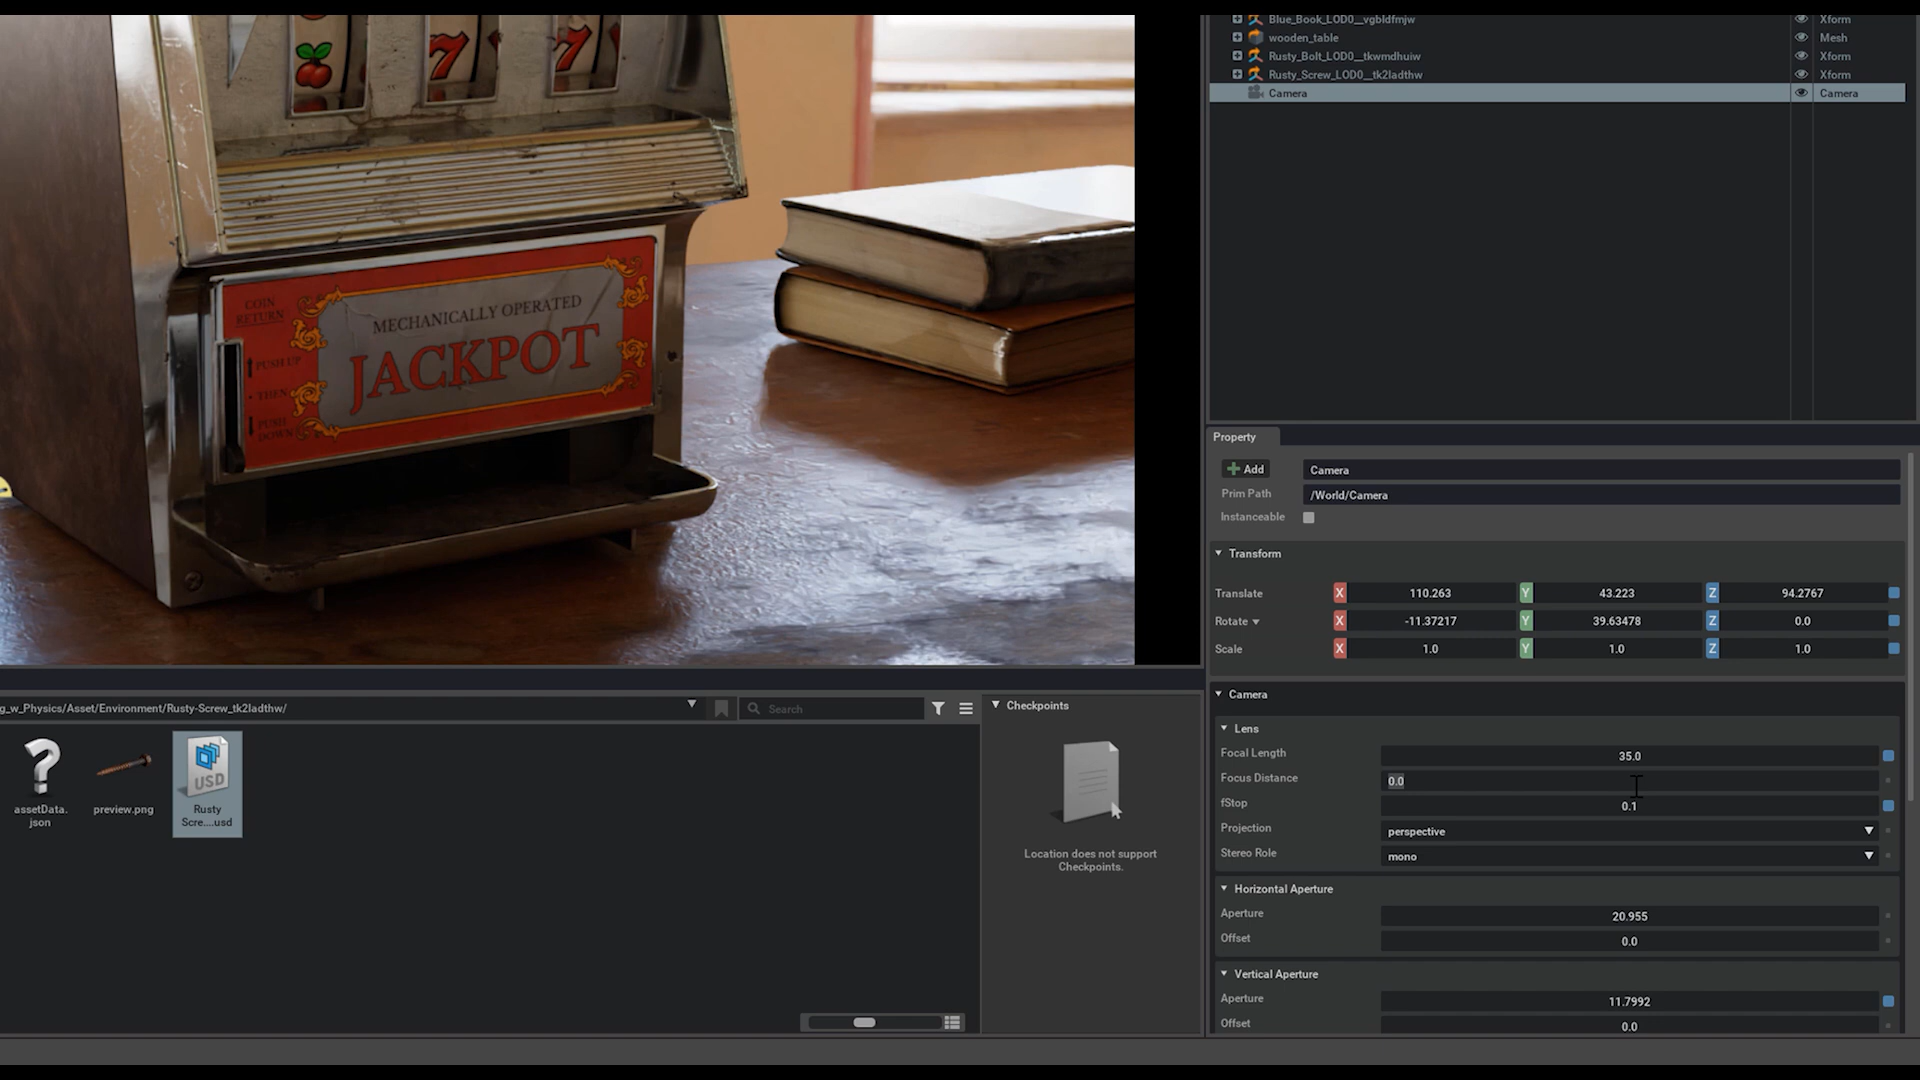 Blue_Book_LOD0__vgbldfmjw Xform
wooden_table Mesh
Rusty_Bolt_LOD0__tkwmdhuiw Xform
Rusty_Screw_LOD0__tk2ladthw Xform
Camera Camera
COIN
RETURN
PUSH UP
THEN
PUSH
DOWN
MECHANICALLY OPERATED
JACKPOT
Property
Add Camera
Prim Path /World/Camera
Instanceable
Transform
Translate X 110.263 Y 43.223 Z 94.2767
Rotate X -11.37217 Y 39.63478 Z 0.0
Scale X 1.0 Y 1.0 Z 1.0
Camera
Lens
Focal Length 35.0
Focus Distance 0.0
fStop 0.1
Projection perspective
Stereo Role mono
Horizontal Aperture
Aperture 20.955
Offset 0.0
Vertical Aperture
Aperture 11.7992
Offset 0.0
g_w_Physics/Asset/Environment/Rusty-Screw_tk2ladthw/
Search
Checkpoints
USD
assetData.
json
preview.png
Rusty
Scre....usd
Location does not support
Checkpoints.